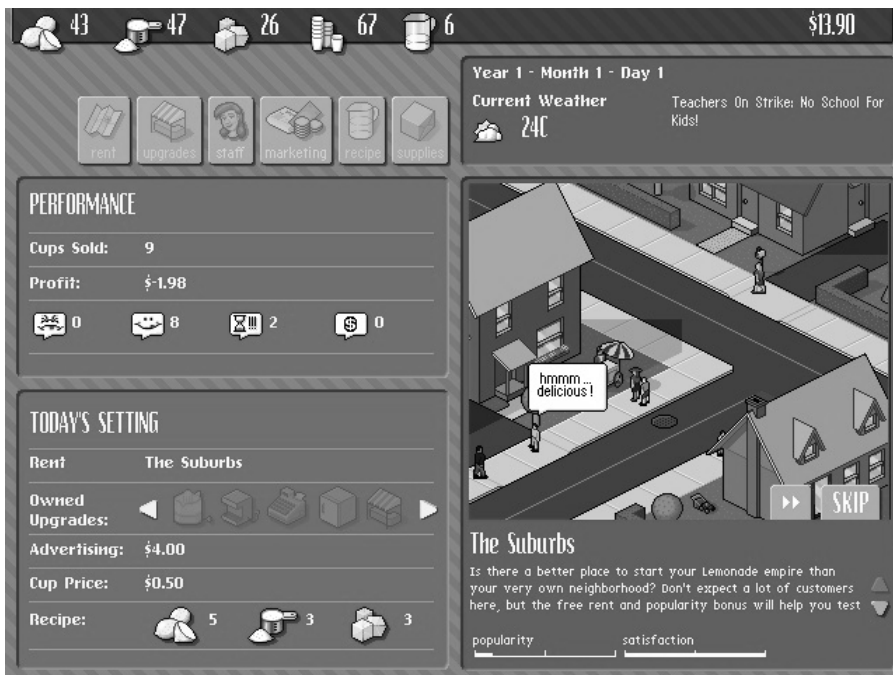 43 47 26 67 6 $13.90
Year 1 - Month 1 - Day 1
Current Weather
24C
Teachers On Strike: No School For
Kids!
rent upgrades staff marketing recipe supplies
PERFORMANCE
Cups Sold: 9
Profit: $-1.98
0 8 !!! 2 $ 0
hmmm ...
delicious !
TODAY'S SETTING
Rent The Suburbs
Owned
Upgrades:
Advertising: $4.00
Cup Price: $0.50
Recipe: 5 3 3
SKIP
The Suburbs
Is there a better place to start your Lemonade empire than
your very own neighborhood? Don't expect a lot of customers
here, but the free rent and popularity bonus will help you test
popularity satisfaction